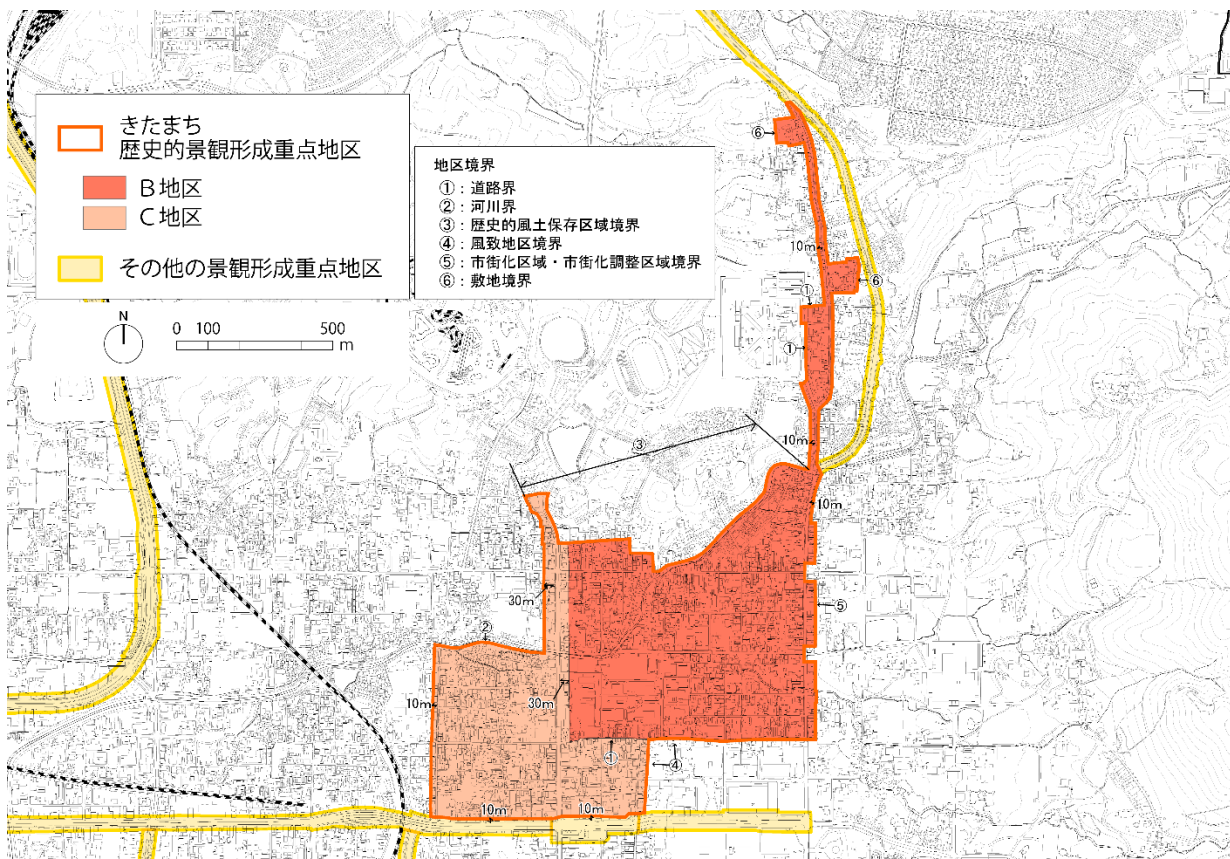 きたまち
歴史的景観形成重点地区
B地区
C地区
その他の景観形成重点地区
N
0 100 500
m
地区境界
①：道路界
②：河川界
③：歴史的風土保存区域境界
④：風致地区境界
⑤：市街化区域・市街化調整区域境界
⑥：敷地境界
⑥
10m
⑥
①
①
10m
③
10m
30m
⑤
②
30m
10m
①
④
10m
10m